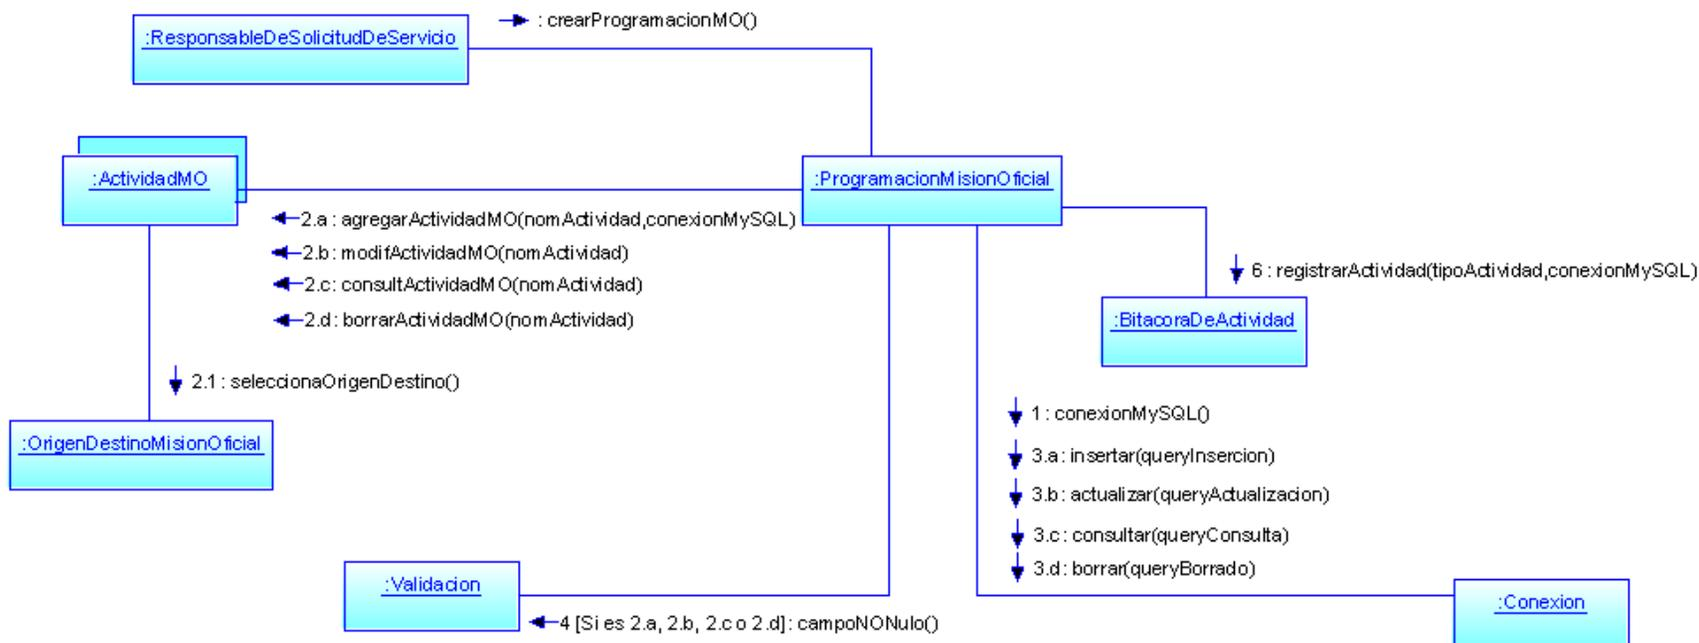 : crearProgramacionMO()
:ResponsableDeSolicitudDeServicio
:ActividadMO
:ProgramacionMisionOficial
2.a : agregarActividadMO(nomActividad,conexionMySQL)
2.b : modifActividadMO(nomActividad)
2.c : consultActividadMO(nomActividad)
2.d : borrarActividadMO(nomActividad)
6 : registrarActividad(tipoActividad,conexionMySQL)
:BitacoraDeActividad
2.1 : seleccionaOrigenDestino()
:OrigenDestinoMisionOficial
1 : conexionMySQL()
3.a : insertar(queryInsercion)
3.b : actualizar(queryActualizacion)
3.c : consultar(queryConsulta)
3.d : borrar(queryBorrado)
:Validacion
:Conexion
4 [Si es 2.a, 2.b, 2.c o 2.d] : campoNONulo()